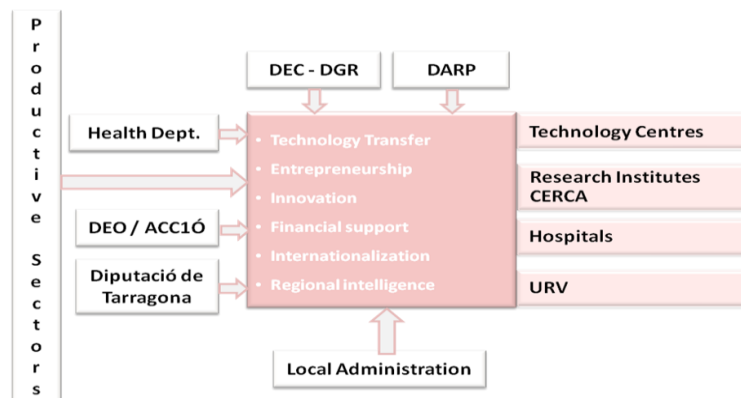 Productive Sectors
DEC - DGR
DARP
Health Dept.
DEO / ACC1Ó
Diputació de
Tarragona
• Technology Transfer
• Entrepreneurship
• Innovation
• Financial support
• Internationalization
• Regional intelligence
Technology Centres
Research Institutes
CERCA
Hospitals
URV
Local Administration